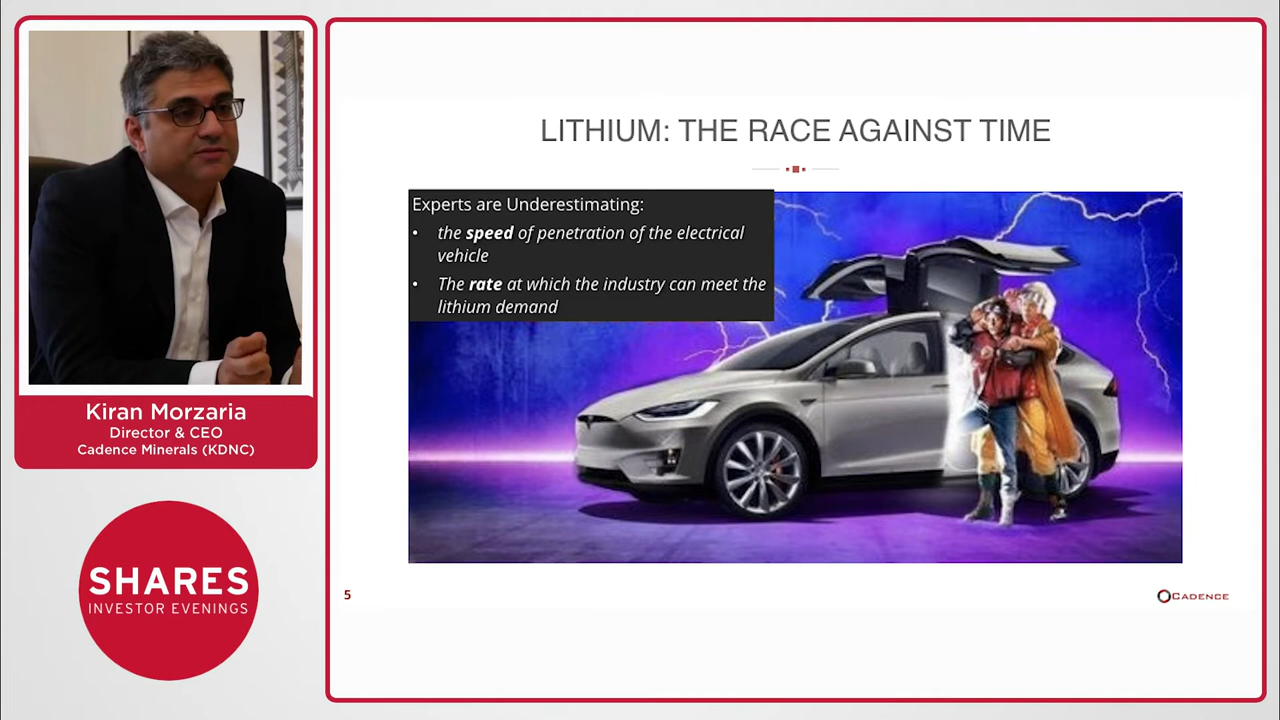 Kiran Morzaria
Director & CEO
Cadence Minerals (KDNC)
SHARES
INVESTOR EVENINGS
LITHIUM: THE RACE AGAINST TIME
Experts are Underestimating:
• the speed of penetration of the electrical
vehicle
• The rate at which the industry can meet the
lithium demand
5
CADENCE